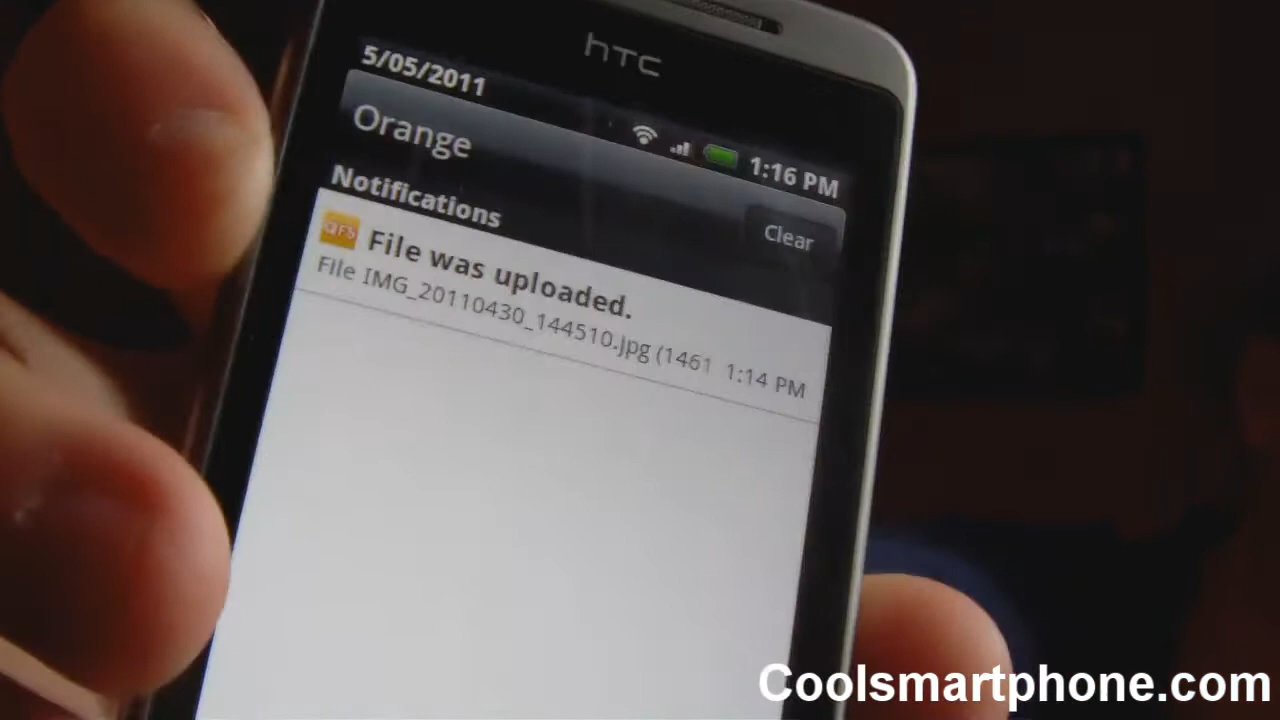 hTC
5/05/2011
1:16 PM
Orange
Clear
Notifications
QFS
File was uploaded.
File IMG_20110430_144510.jpg (1461 1:14 PM
Coolsmartphone.com